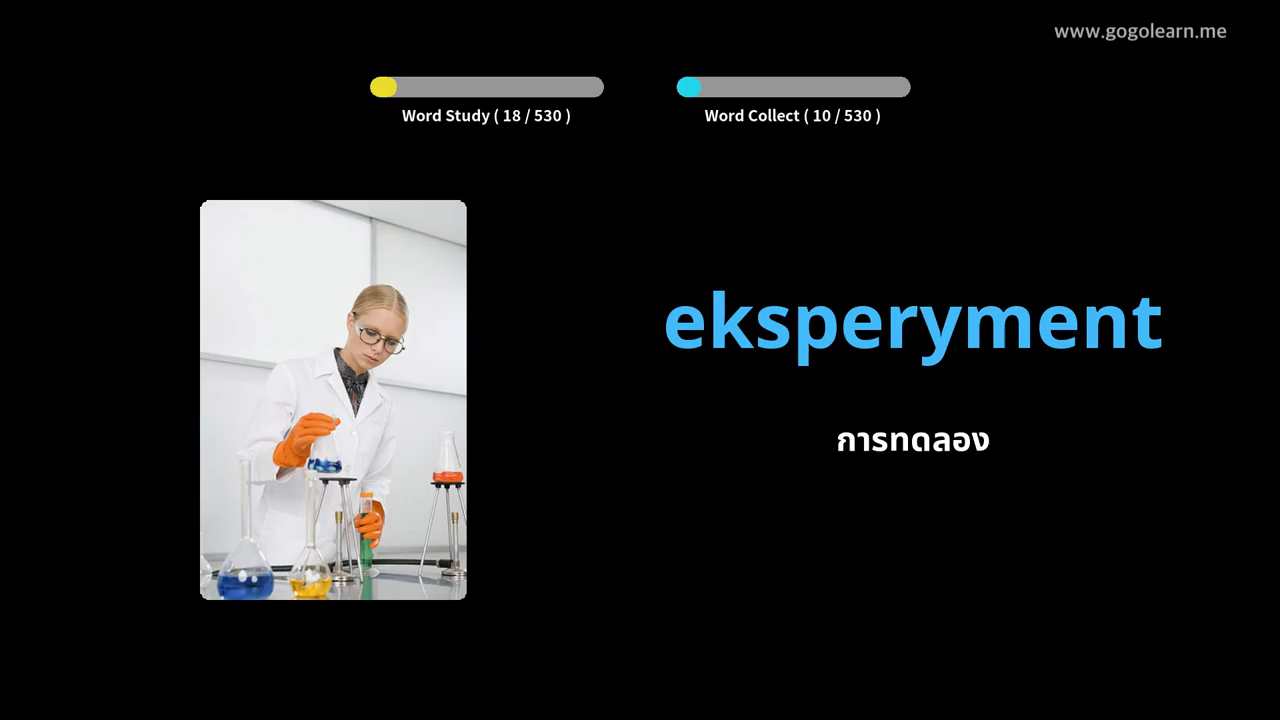 www.gogolearn.me
Word Study ( 18 / 530 )
Word Collect ( 10 / 530 )
eksperyment
การทดลอง